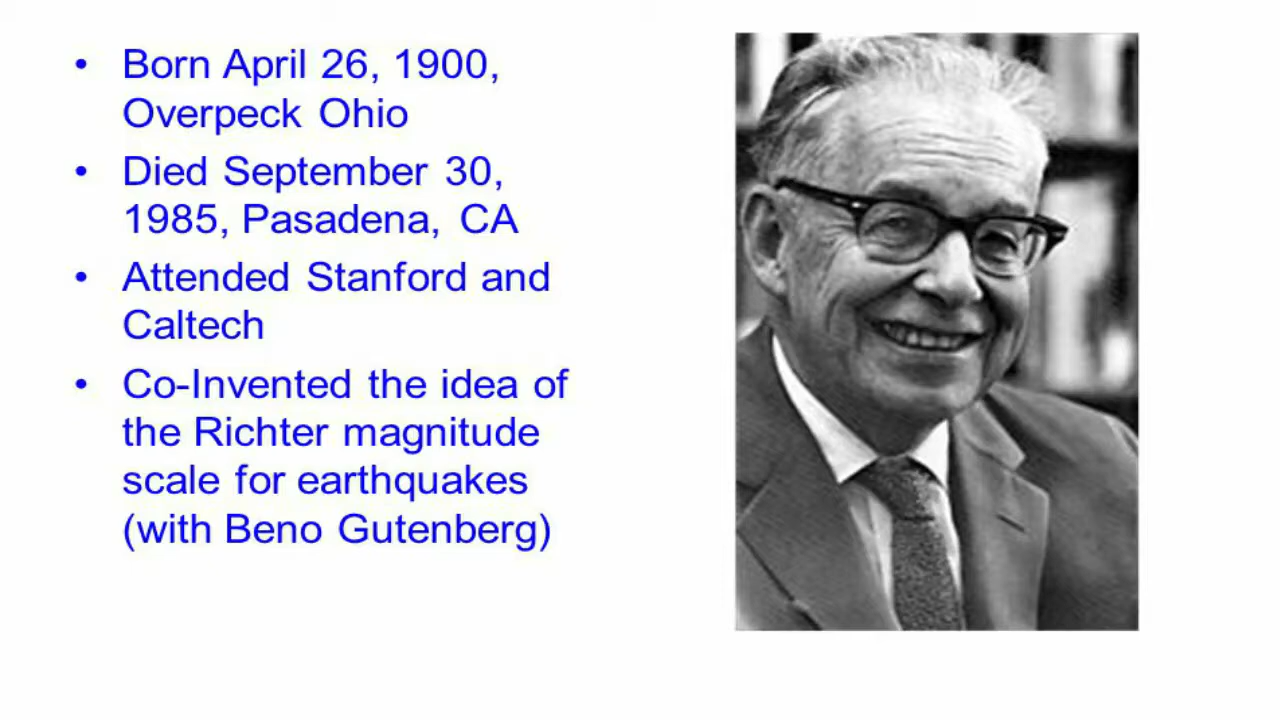 • Born April 26, 1900,
Overpeck Ohio
• Died September 30,
1985, Pasadena, CA
• Attended Stanford and
Caltech
• Co-Invented the idea of
the Richter magnitude
scale for earthquakes
(with Beno Gutenberg)